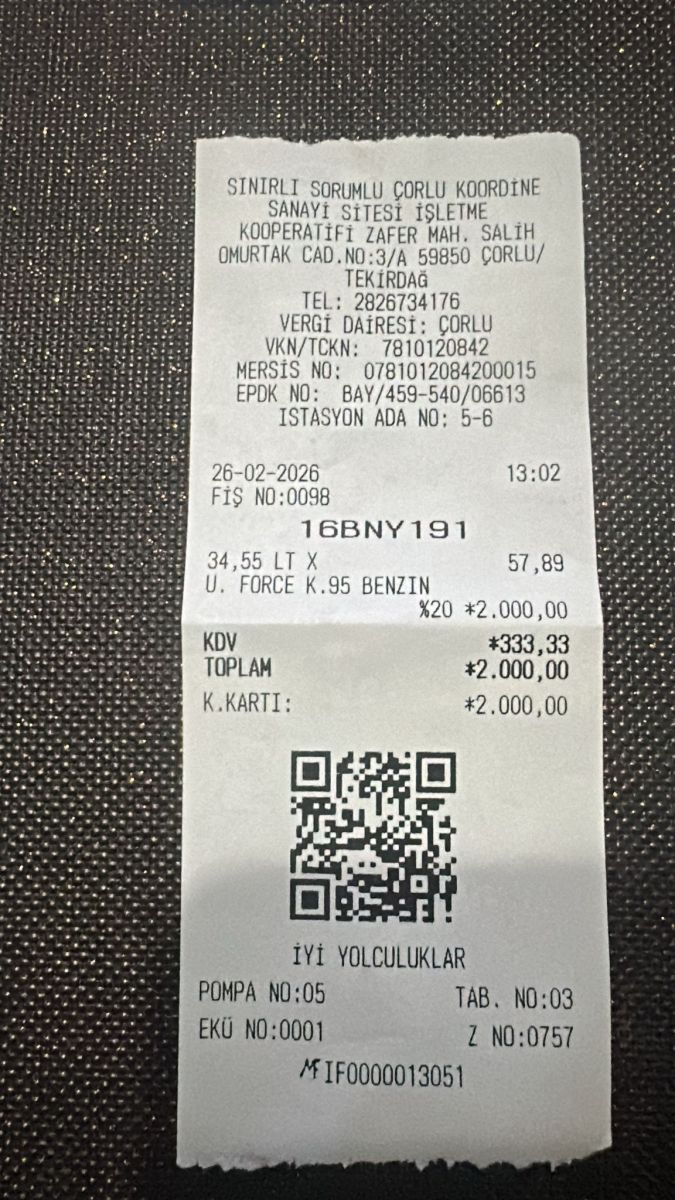 SINIRLI SORUMLU ÇORLU KOORDİNE
SANAYİ SİTESİ İŞLETME
KOOPERATİFİ ZAFER MAH. SALİH
OMURTAK CAD.NO:3/A 59850 ÇORLU/
TEKİRDAĞ
TEL: 2826734176
VERGİ DAİRESİ: ÇORLU
VKN/TCKN: 7810120842
MERSİS NO: 0781012084200015
EPDK NO: BAY/459-540/06613
ISTASYON ADA NO: 5-6
26-02-2026 13:02
FİŞ NO:0098
16BNY191
34,55 LT X 57,89
U. FORCE K.95 BENZIN
%20 *2.000,00
KDV *333,33
TOPLAM *2.000,00
K.KARTI: *2.000,00
İYİ YOLCULUKLAR
POMPA NO:05 TAB. NO:03
EKÜ NO:0001 Z NO:0757
MF IF0000013051